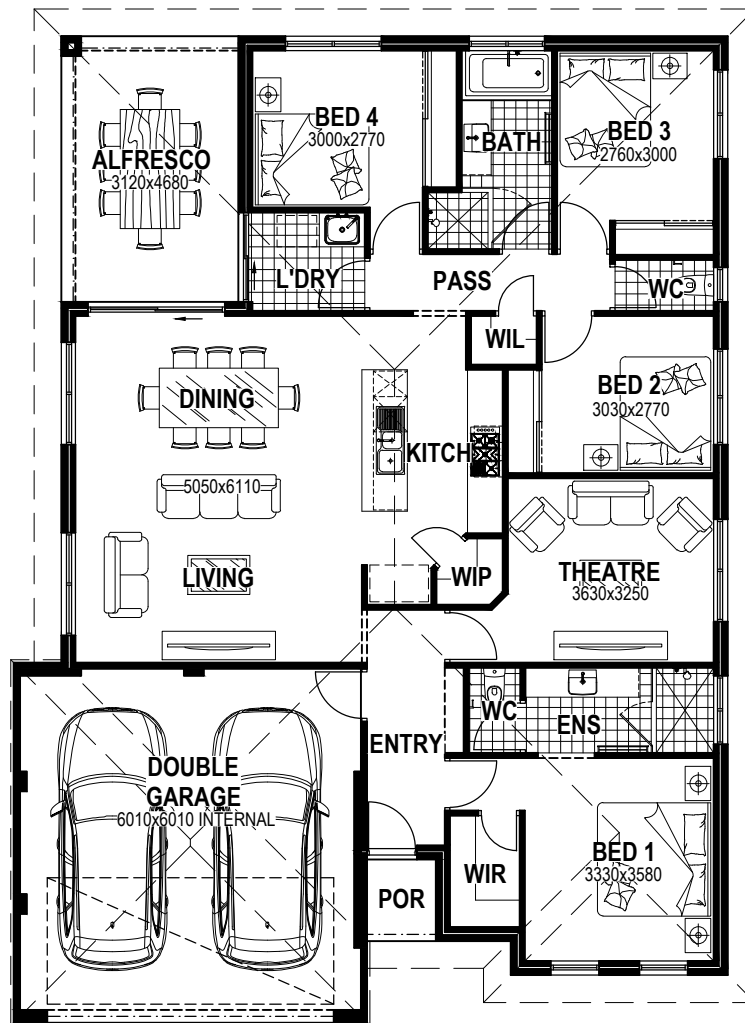 BED 4
3000x2770
BATH
BED 3
2760x3000
ALFRESCO
3120x4680
L'DRY
PASS
WC
WIL
DINING
BED 2
3030x2770
KITCH
5050x6110
LIVING
WIP
THEATRE
3630x3250
WC
ENS
ENTRY
DOUBLE
GARAGE
6010x6010 INTERNAL
BED 1
3330x3580
WIR
POR